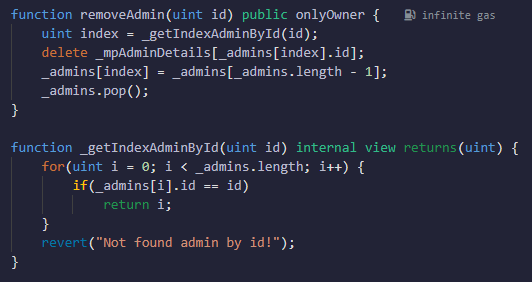 function removeAdmin(uint id) public onlyOwner {    infinite gas
    uint index = _getIndexAdminById(id);
    delete _mpAdminDetails[_admins[index].id];
    _admins[index] = _admins[_admins.length - 1];
    _admins.pop();
}

function _getIndexAdminById(uint id) internal view returns(uint) {
    for(uint i = 0; i < _admins.length; i++) {
        if(_admins[i].id == id)
            return i;
    }
    revert("Not found admin by id!");
}